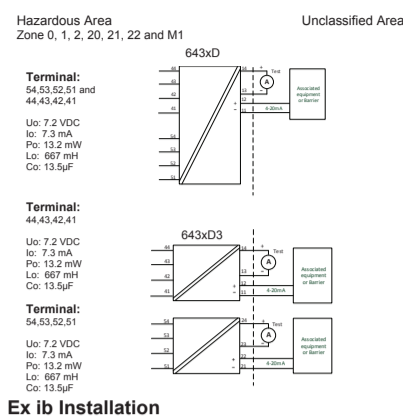 Hazardous Area
Unclassified Area
Zone 0, 1, 2, 20, 21, 22 and M1
643xD
Terminal:
54,53,52,51 and
44,43,42,41
Uo: 7.2 VDC
Io: 7.3 mA
Po: 13.2 mW
Lo: 667 mH
Co: 13.5µF
44
43
42
41
54
53
52
51
14
+
Test
A
13
-
12
+
11
-
4-20mA
Associated
equipment
or Barrier
Terminal:
44,43,42,41
Uo: 7.2 VDC
Io: 7.3 mA
Po: 13.2 mW
Lo: 667 mH
Co: 13.5µF
643xD3
44
43
42
41
14
+
Test
A
13
-
12
+
11
-
4-20mA
Associated
equipment
or Barrier
Terminal:
54,53,52,51
Uo: 7.2 VDC
Io: 7.3 mA
Po: 13.2 mW
Lo: 667 mH
Co: 13.5µF
54
53
52
51
24
+
Test
A
23
-
22
+
21
-
4-20mA
Associated
equipment
or Barrier
Ex ib Installation